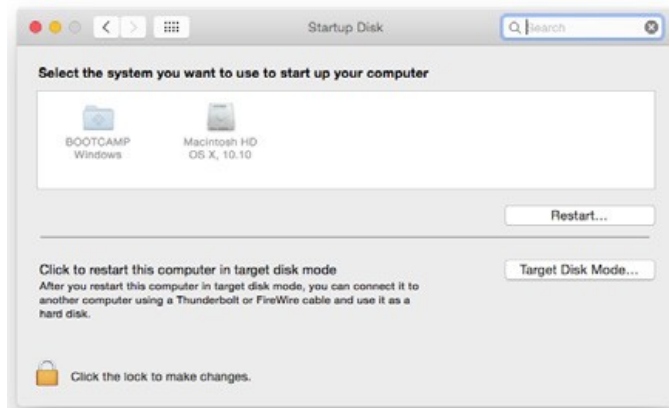 Startup Disk
Search
Select the system you want to use to start up your computer
BOOTCAMP
Windows
Macintosh HD
OS X, 10.10
Restart...
Click to restart this computer in target disk mode
Target Disk Mode...
After you restart this computer in target disk mode, you can connect it to
another computer using a Thunderbolt or FireWire cable and use it as a
hard disk.
Click the lock to make changes.